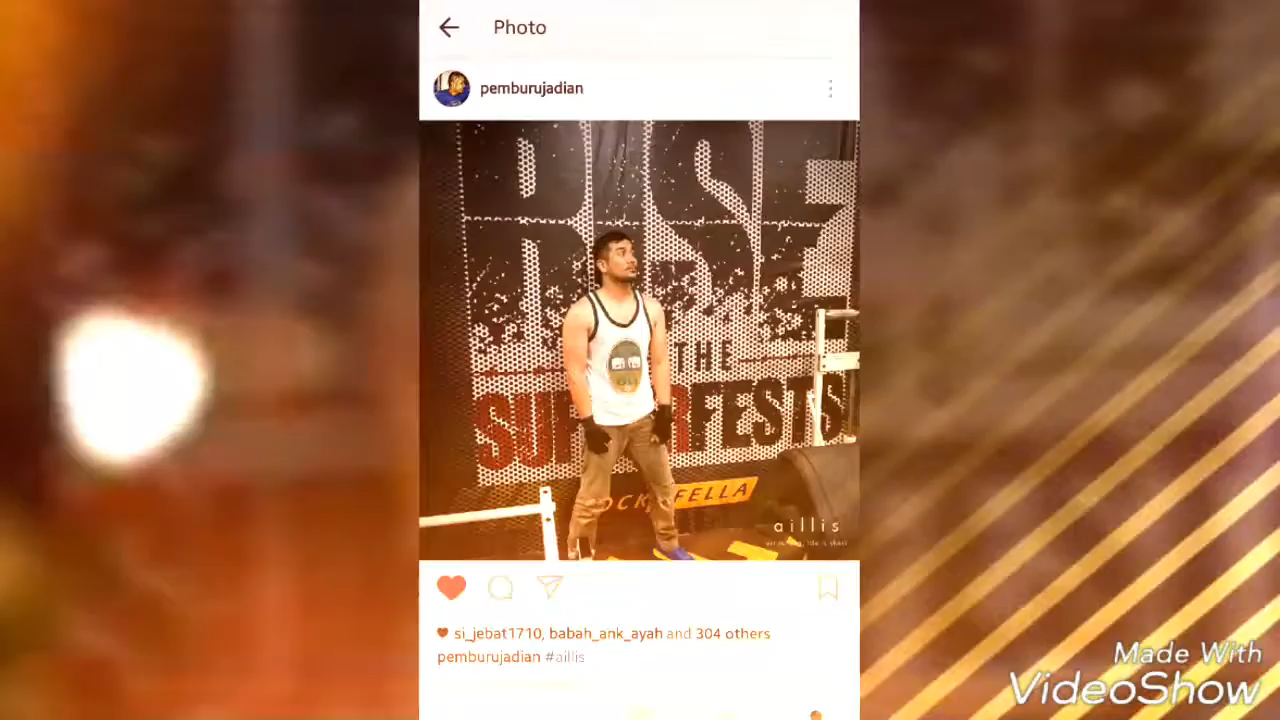 Photo
pemburujadian
RISE
THE
FESTS
FELLA
aillis
si_jebat1710, babah_ank_ayah and 304 others
pemburujadian #aillis
Made With
VideoShow